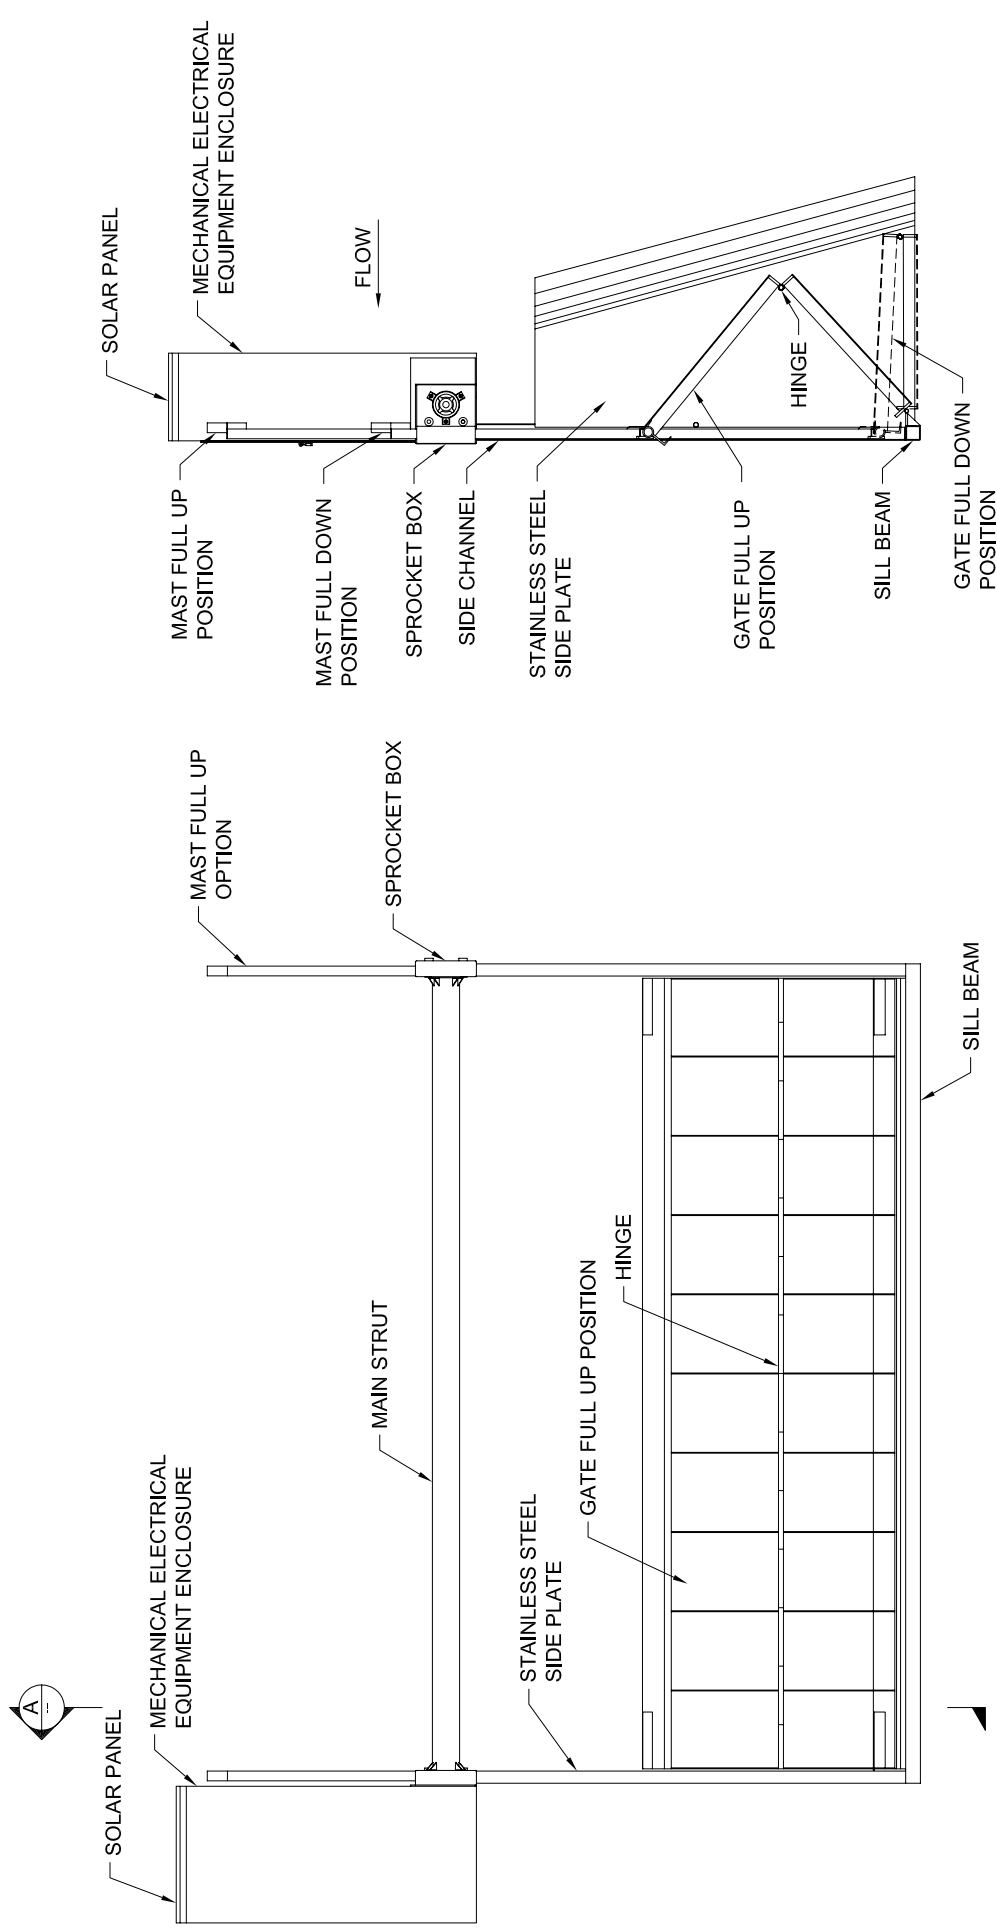 A
--
SOLAR PANEL
MECHANICAL ELECTRICAL
EQUIPMENT ENCLOSURE
MAIN STRUT
STAINLESS STEEL
SIDE PLATE
GATE FULL UP POSITION
HINGE
MAST FULL UP
OPTION
SPROCKET BOX
SILL BEAM
SOLAR PANEL
MECHANICAL ELECTRICAL
EQUIPMENT ENCLOSURE
FLOW
MAST FULL UP
POSITION
MAST FULL DOWN
POSITION
SPROCKET BOX
SIDE CHANNEL
STAINLESS STEEL
SIDE PLATE
HINGE
GATE FULL UP
POSITION
SILL BEAM
GATE FULL DOWN
POSITION